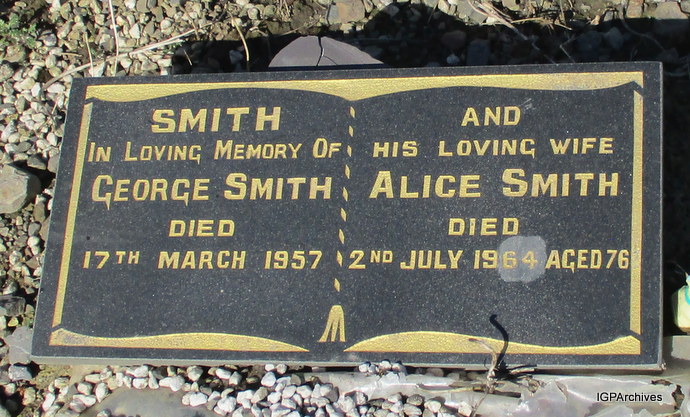 SMITH
IN LOVING MEMORY OF
GEORGE SMITH
DIED
17TH MARCH 1957
AND
HIS LOVING WIFE
ALICE SMITH
DIED
2ND JULY 1964 AGED 76
IGPArchives